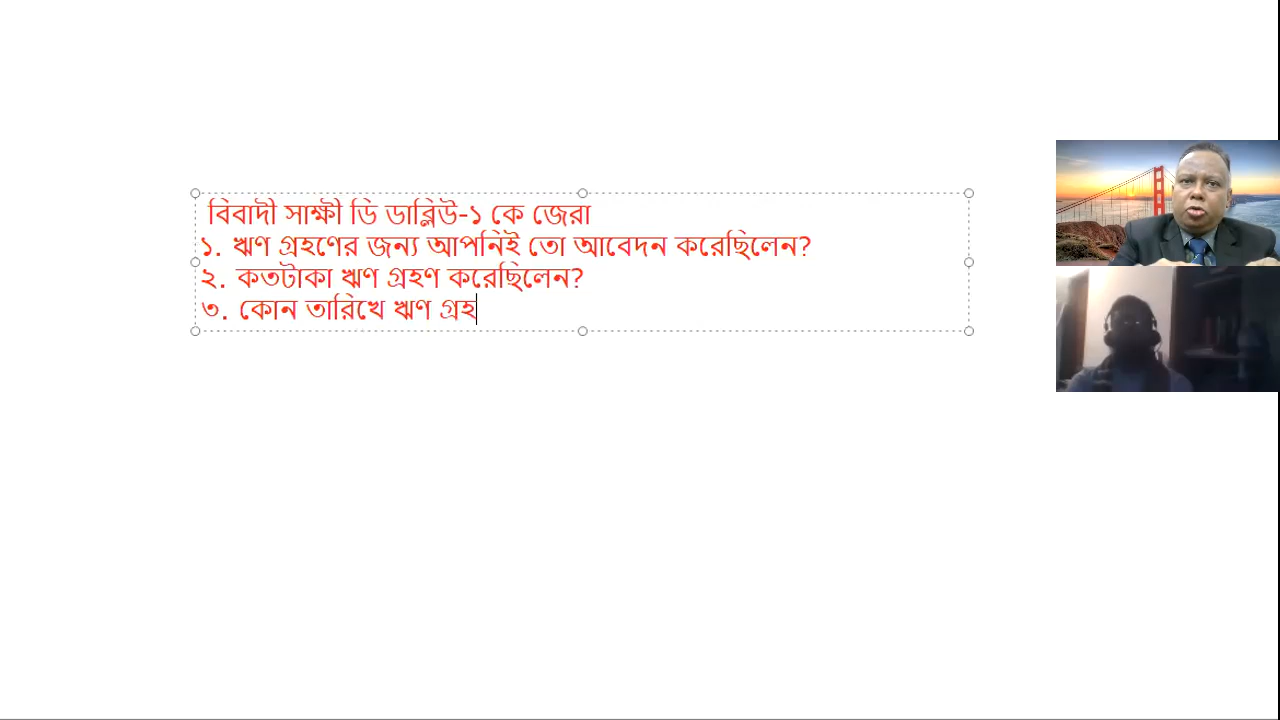 বিবাদী সাক্ষী ডি ডাব্লিউ-১ কে জেরা
১. ঋণ গ্রহণের জন্য আপনিই তো আবেদন করেছিলেন?
২. কতটাকা ঋণ গ্রহণ করেছিলেন?
৩. কোন তারিখে ঋণ গ্রহ